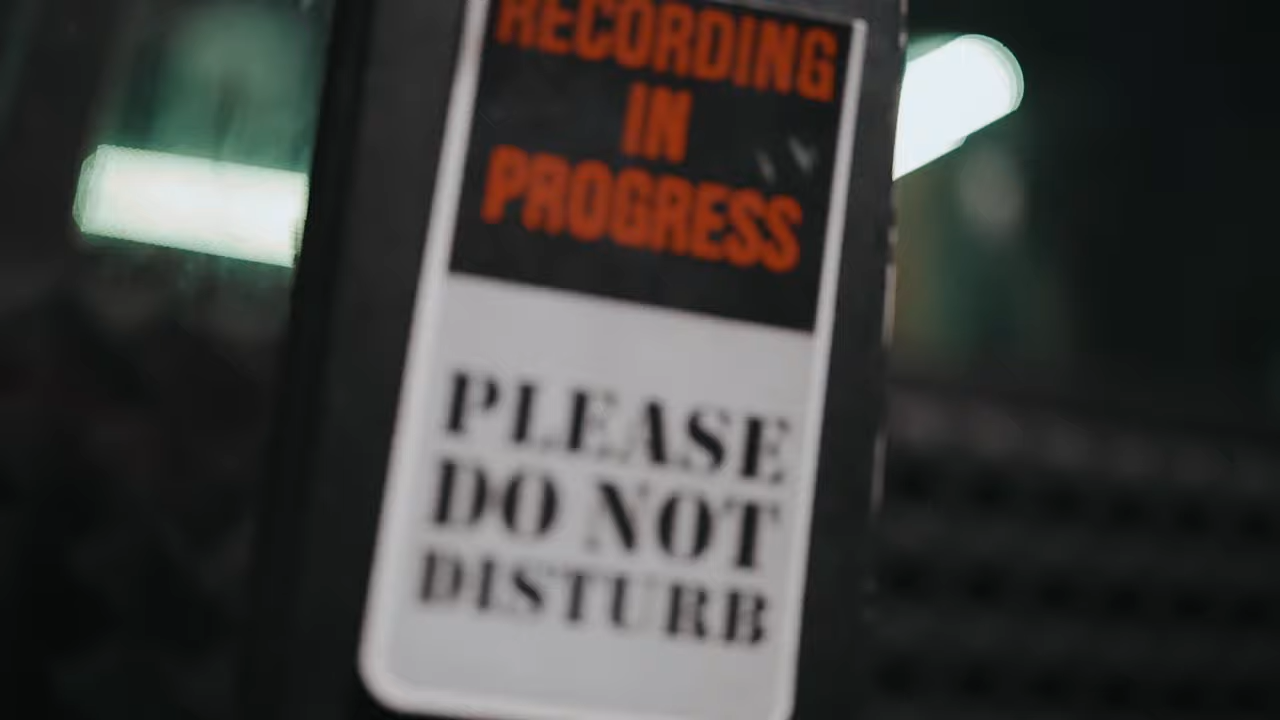 RECORDING
IN
PROGRESS
PLEASE
DO NOT
DISTURB